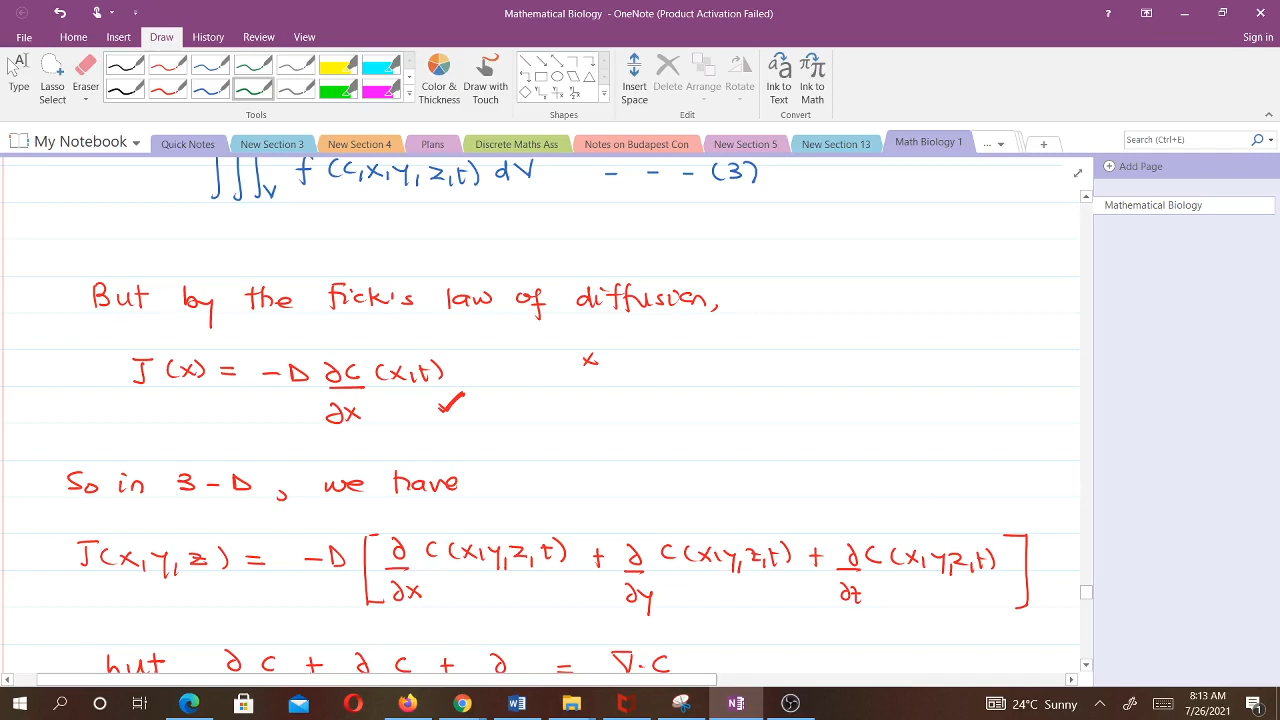 Mathematical Biology - OneNote (Product Activation Failed)
File Home Insert Draw History Review View Sign in
Type Lasso Select Eraser Color & Thickness Draw with Touch Insert Space Delete Arrange Rotate Ink to Text Ink to Math
Tools Shapes Edit Convert
My Notebook Quick Notes New Section 3 New Section 4 Plans Discrete Maths Ass Notes on Budapest Con New Section 5 New Section 13 Math Biology 1 ... Search (Ctrl+E)
Add Page
Mathematical Biology
∫∫∫_V f (C,x,y,z,t) dV - - - (3)
But by the Fick's law of diffusion,
J(x) = -D ∂C/∂x (x,t) ✓ x
So in 3-D, we have
J(x,y,z) = -D [ ∂/∂x C(x,y,z,t) + ∂/∂y C(x,y,z,t) + ∂/∂z C(x,y,z,t) ]
but ∂ C + ∂ C + ∂ = ∇·C
24°C Sunny 8:13 AM
7/26/2021